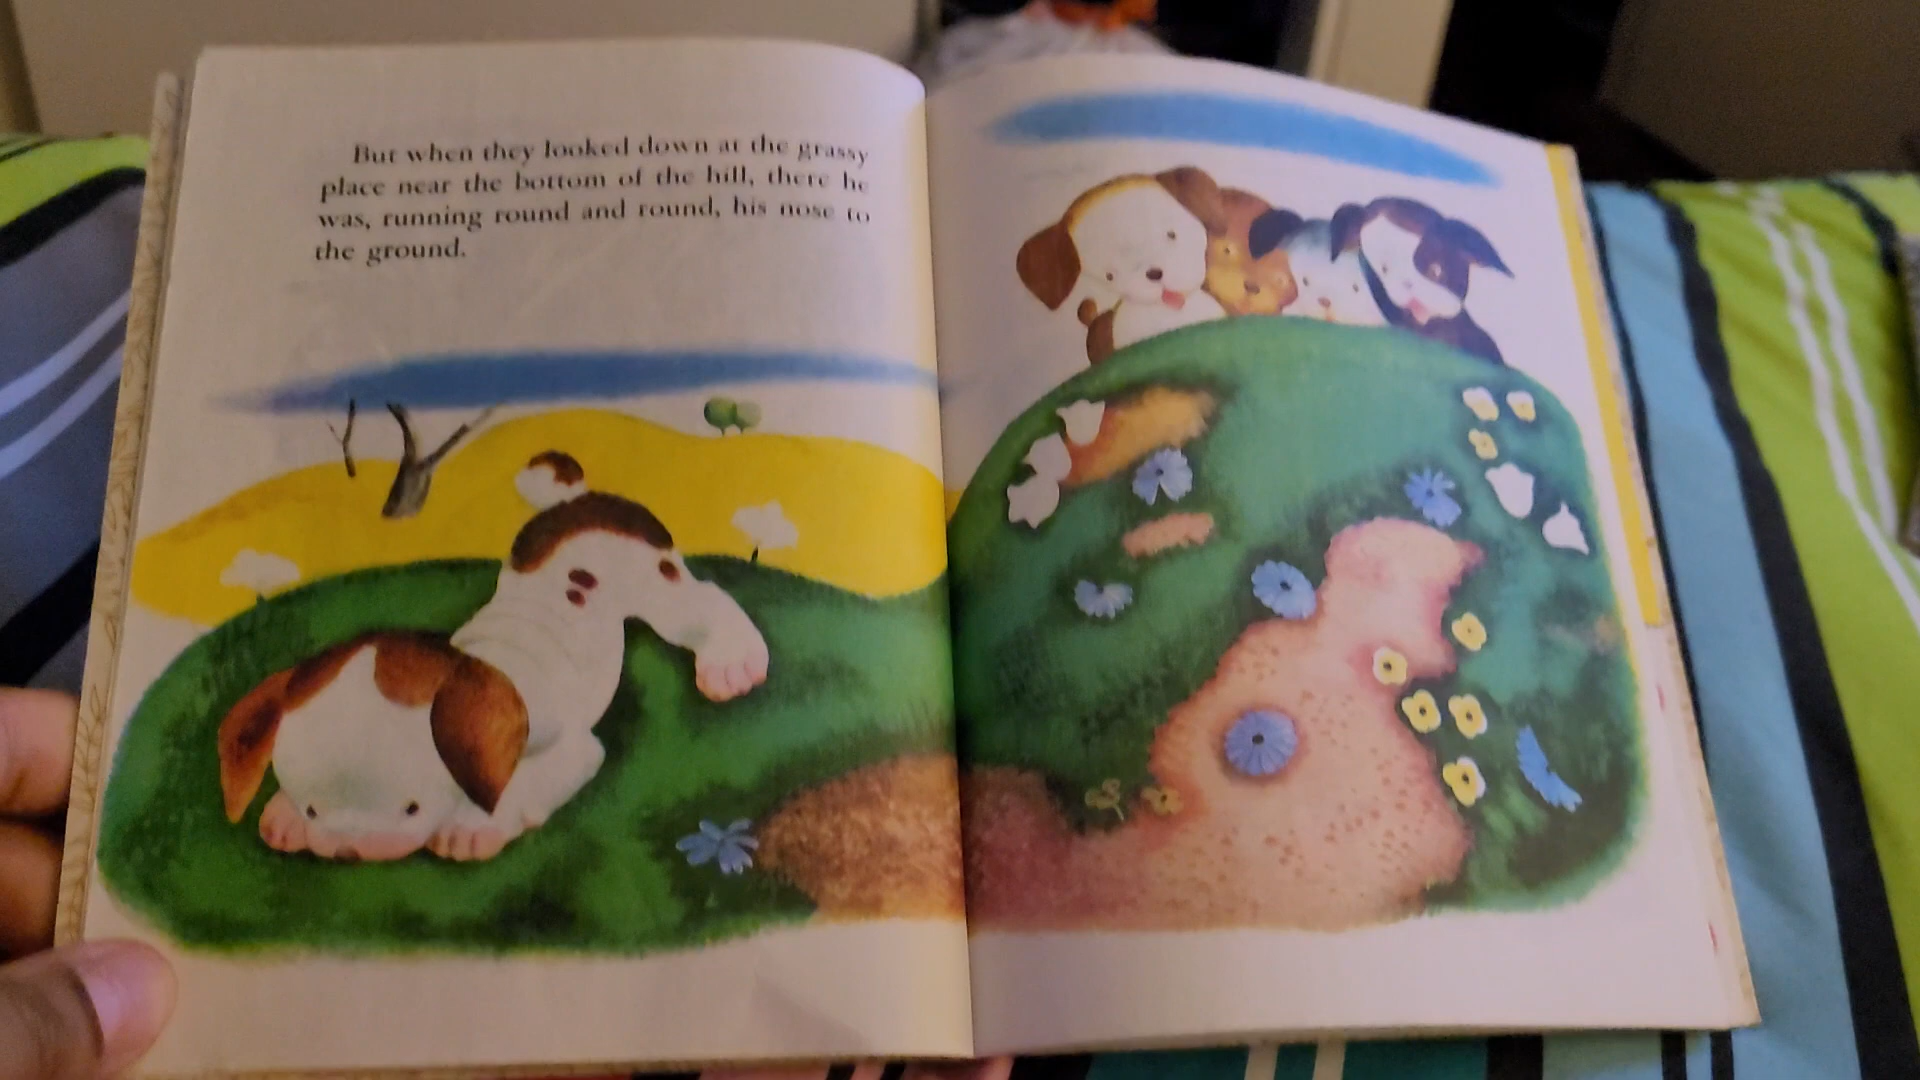 But when they looked down at the grassy
place near the bottom of the hill, there he
was, running round and round, his nose to
the ground.